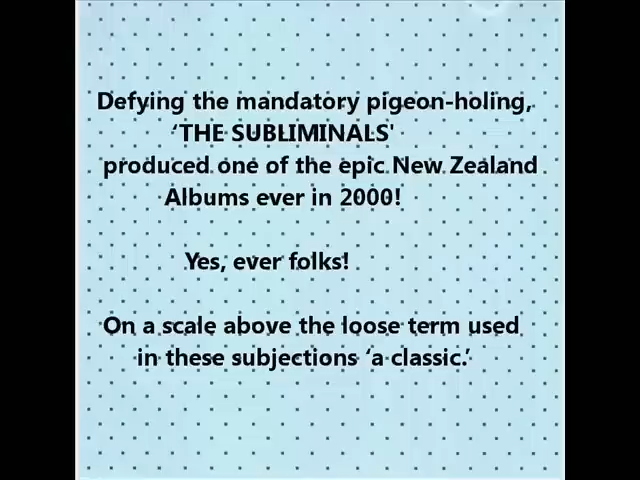 Defying the mandatory pigeon-holing,
‘THE SUBLIMINALS'
produced one of the epic New Zealand
Albums ever in 2000!
Yes, ever folks!
On a scale above the loose term used
in these subjections ‘a classic.’